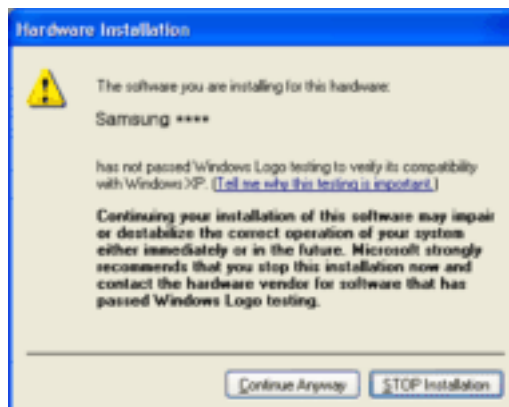 Hardware Installation
The software you are installing for this hardware:
Samsung ****
has not passed Windows Logo testing to verify its compatibility
with Windows XP. (Tell me why this testing is important.)
Continuing your installation of this software may impair
or destabilize the correct operation of your system
either immediately or in the future. Microsoft strongly
recommends that you stop this installation now and
contact the hardware vendor for software that has
passed Windows Logo testing.
Continue Anyway STOP Installation